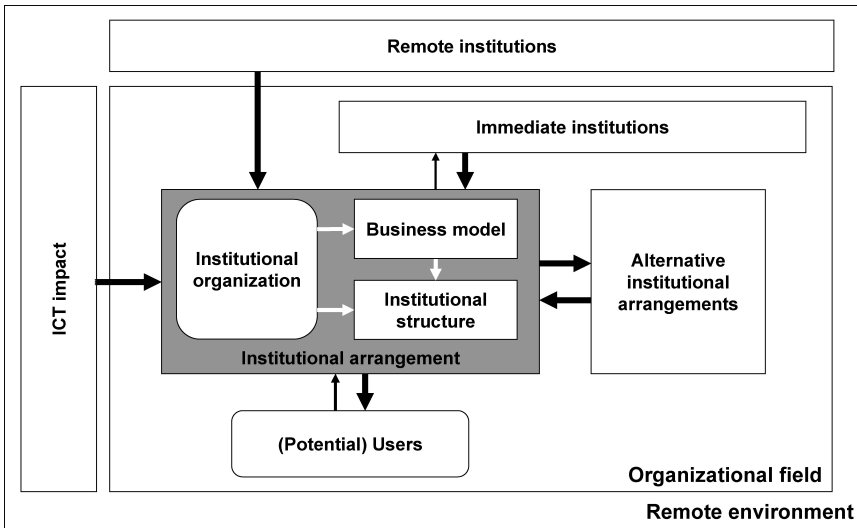 Remote institutions
Immediate institutions
ICT impact
Institutional
organization
Business model
Institutional
structure
Institutional arrangement
Alternative
institutional
arrangements
(Potential) Users
Organizational field
Remote environment